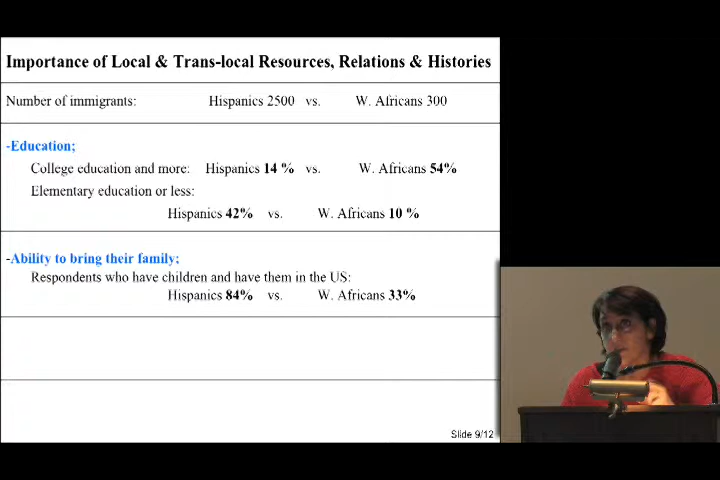 Importance of Local & Trans-local Resources, Relations & Histories
Number of immigrants: Hispanics 2500 vs. W. Africans 300
-Education;
College education and more: Hispanics 14 % vs. W. Africans 54%
Elementary education or less:
Hispanics 42% vs. W. Africans 10 %
-Ability to bring their family;
Respondents who have children and have them in the US:
Hispanics 84% vs. W. Africans 33%
Slide 9/12